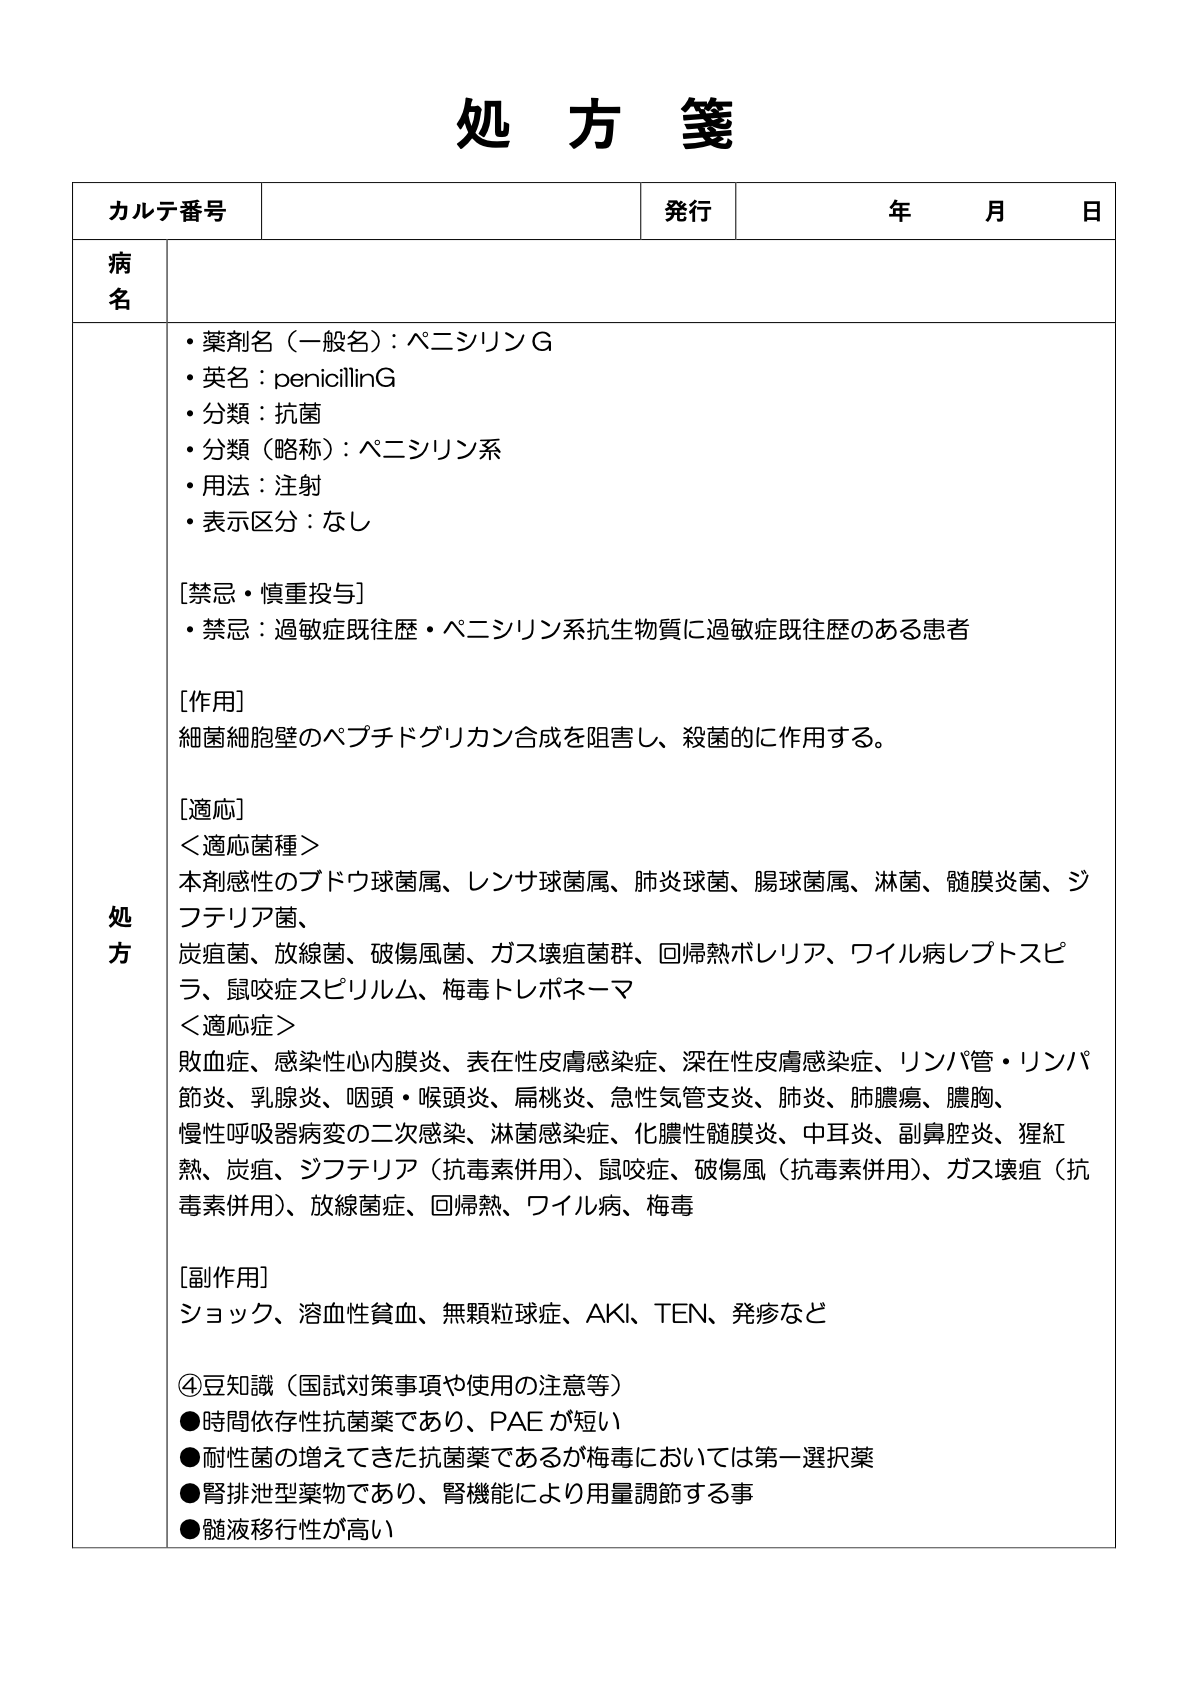 処 方 箋
カルテ番号 発行 年 月 日
病
名
・薬剤名（一般名）：ペニシリンG
・英名：penicillinG
・分類：抗菌
・分類（略称）：ペニシリン系
・用法：注射
・表示区分：なし
[禁忌・慎重投与]
・禁忌：過敏症既往歴・ペニシリン系抗生物質に過敏症既往歴のある患者
[作用]
細菌細胞壁のペプチドグリカン合成を阻害し、殺菌的に作用する。
[適応]
＜適応菌種＞
本剤感性のブドウ球菌属、レンサ球菌属、肺炎球菌、腸球菌属、淋菌、髄膜炎菌、ジ
処
フテリア菌、
方
炭疽菌、放線菌、破傷風菌、ガス壊疽菌群、回帰熱ボレリア、ワイル病レプトスピ
ラ、鼠咬症スピリルム、梅毒トレポネーマ
＜適応症＞
敗血症、感染性心内膜炎、表在性皮膚感染症、深在性皮膚感染症、リンパ管・リンパ
節炎、乳腺炎、咽頭・喉頭炎、扁桃炎、急性気管支炎、肺炎、肺膿瘍、膿胸、
慢性呼吸器病変の二次感染、淋菌感染症、化膿性髄膜炎、中耳炎、副鼻腔炎、猩紅
熱、炭疽、ジフテリア（抗毒素併用）、鼠咬症、破傷風（抗毒素併用）、ガス壊疽（抗
毒素併用）、放線菌症、回帰熱、ワイル病、梅毒
[副作用]
ショック、溶血性貧血、無顆粒球症、AKI、TEN、発疹など
④豆知識（国試対策事項や使用の注意等）
●時間依存性抗菌薬であり、PAEが短い
●耐性菌の増えてきた抗菌薬であるが梅毒においては第一選択薬
●腎排泄型薬物であり、腎機能により用量調節する事
●髄液移行性が高い